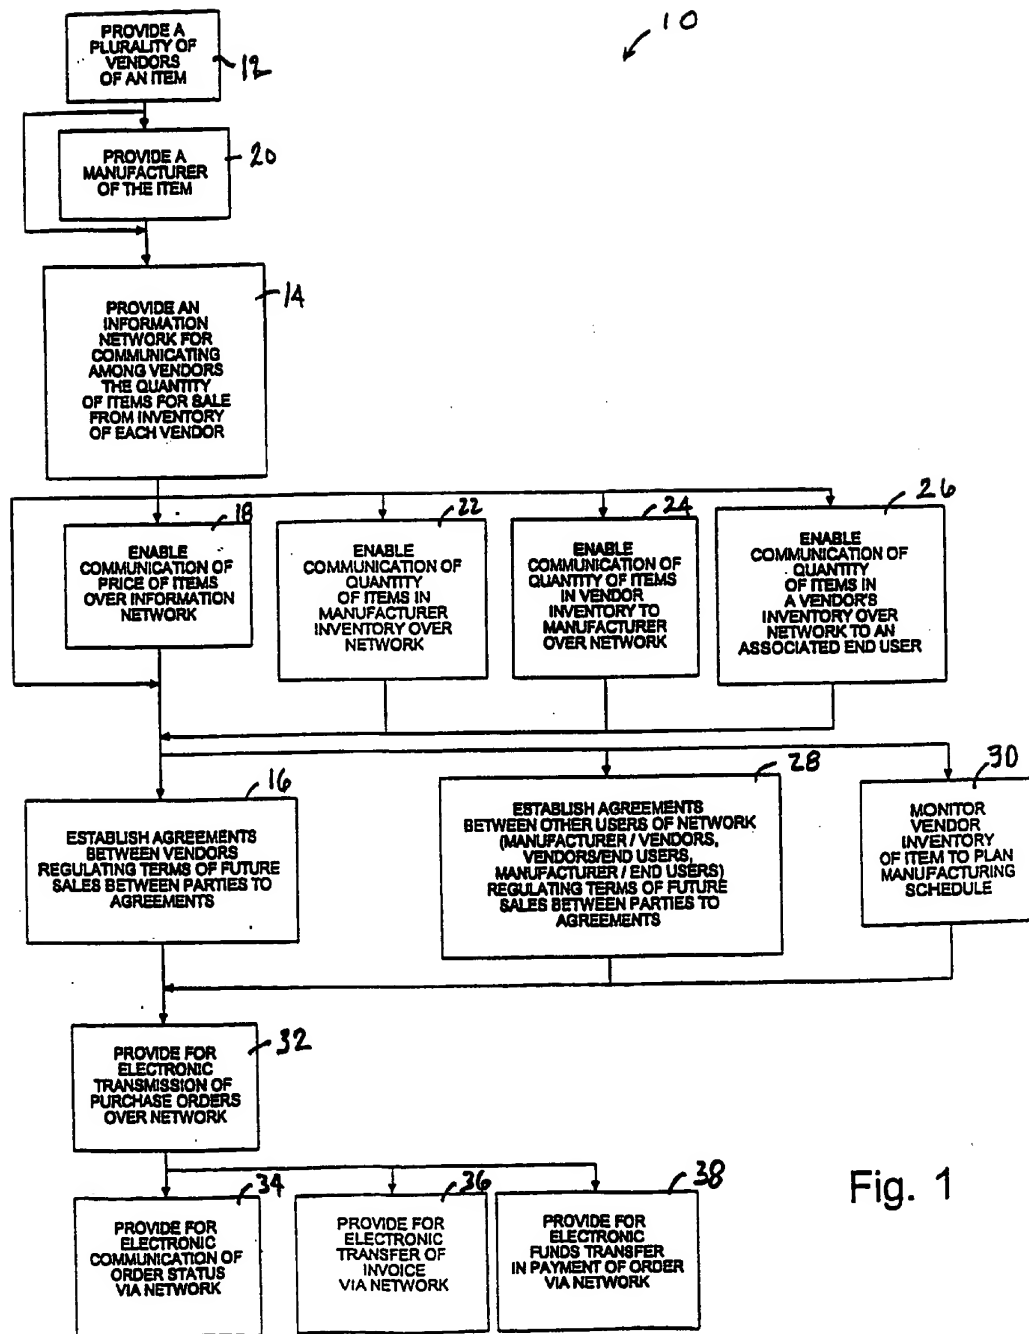 10
PROVIDE A
PLURALITY OF
VENDORS
OF AN ITEM
12
PROVIDE A
MANUFACTURER
OF THE ITEM
20
PROVIDE AN
INFORMATION
NETWORK FOR
COMMUNICATING
AMONG VENDORS
THE QUANTITY
OF ITEMS FOR SALE
FROM INVENTORY
OF EACH VENDOR
14
18
ENABLE
COMMUNICATION OF
PRICE OF ITEMS
OVER INFORMATION
NETWORK
22
ENABLE
COMMUNICATION OF
QUANTITY
OF ITEMS IN
MANUFACTURER
INVENTORY OVER
NETWORK
24
ENABLE
COMMUNICATION OF
QUANTITY OF ITEMS
IN VENDOR
INVENTORY TO
MANUFACTURER
OVER NETWORK
26
ENABLE
COMMUNICATION OF
QUANTITY
OF ITEMS IN
A VENDOR'S
INVENTORY OVER
NETWORK TO AN
ASSOCIATED END USER
16
ESTABLISH AGREEMENTS
BETWEEN VENDORS
REGULATING TERMS OF FUTURE
SALES BETWEEN PARTIES TO
AGREEMENTS
28
ESTABLISH AGREEMENTS
BETWEEN OTHER USERS OF NETWORK
(MANUFACTURER / VENDORS,
VENDORS/END USERS,
MANUFACTURER / END USERS)
REGULATING TERMS OF FUTURE
SALES BETWEEN PARTIES TO
AGREEMENTS
30
MONITOR
VENDOR
INVENTORY
OF ITEM TO PLAN
MANUFACTURING
SCHEDULE
32
PROVIDE FOR
ELECTRONIC
TRANSMISSION OF
PURCHASE ORDERS
OVER NETWORK
34
PROVIDE FOR
ELECTRONIC
COMMUNICATION OF
ORDER STATUS
VIA NETWORK
36
PROVIDE FOR
ELECTRONIC
TRANSFER OF
INVOICE
VIA NETWORK
38
PROVIDE FOR
ELECTRONIC
FUNDS TRANSFER
IN PAYMENT OF ORDER
VIA NETWORK
Fig. 1